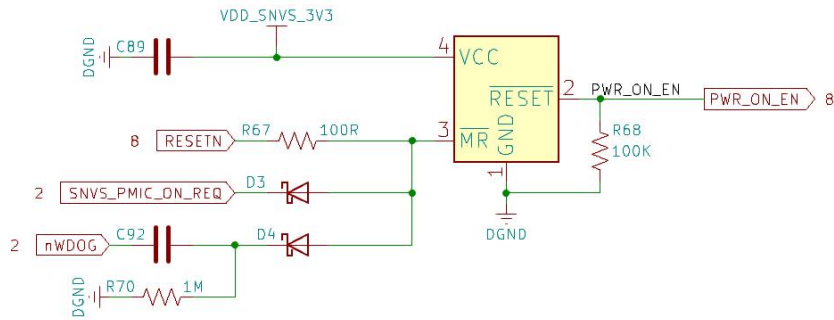 VDD_SNVS_3V3
C89
DGND
4
VCC
2
RESET
PWR_ON_EN
PWR_ON_EN
8
8
RESETN
R67
100R
3
MR
GND
1
R68
100K
DGND
2
SNVS_PMIC_ON_REQ
D3
2
nWDOG
C92
D4
DGND
R70
1M